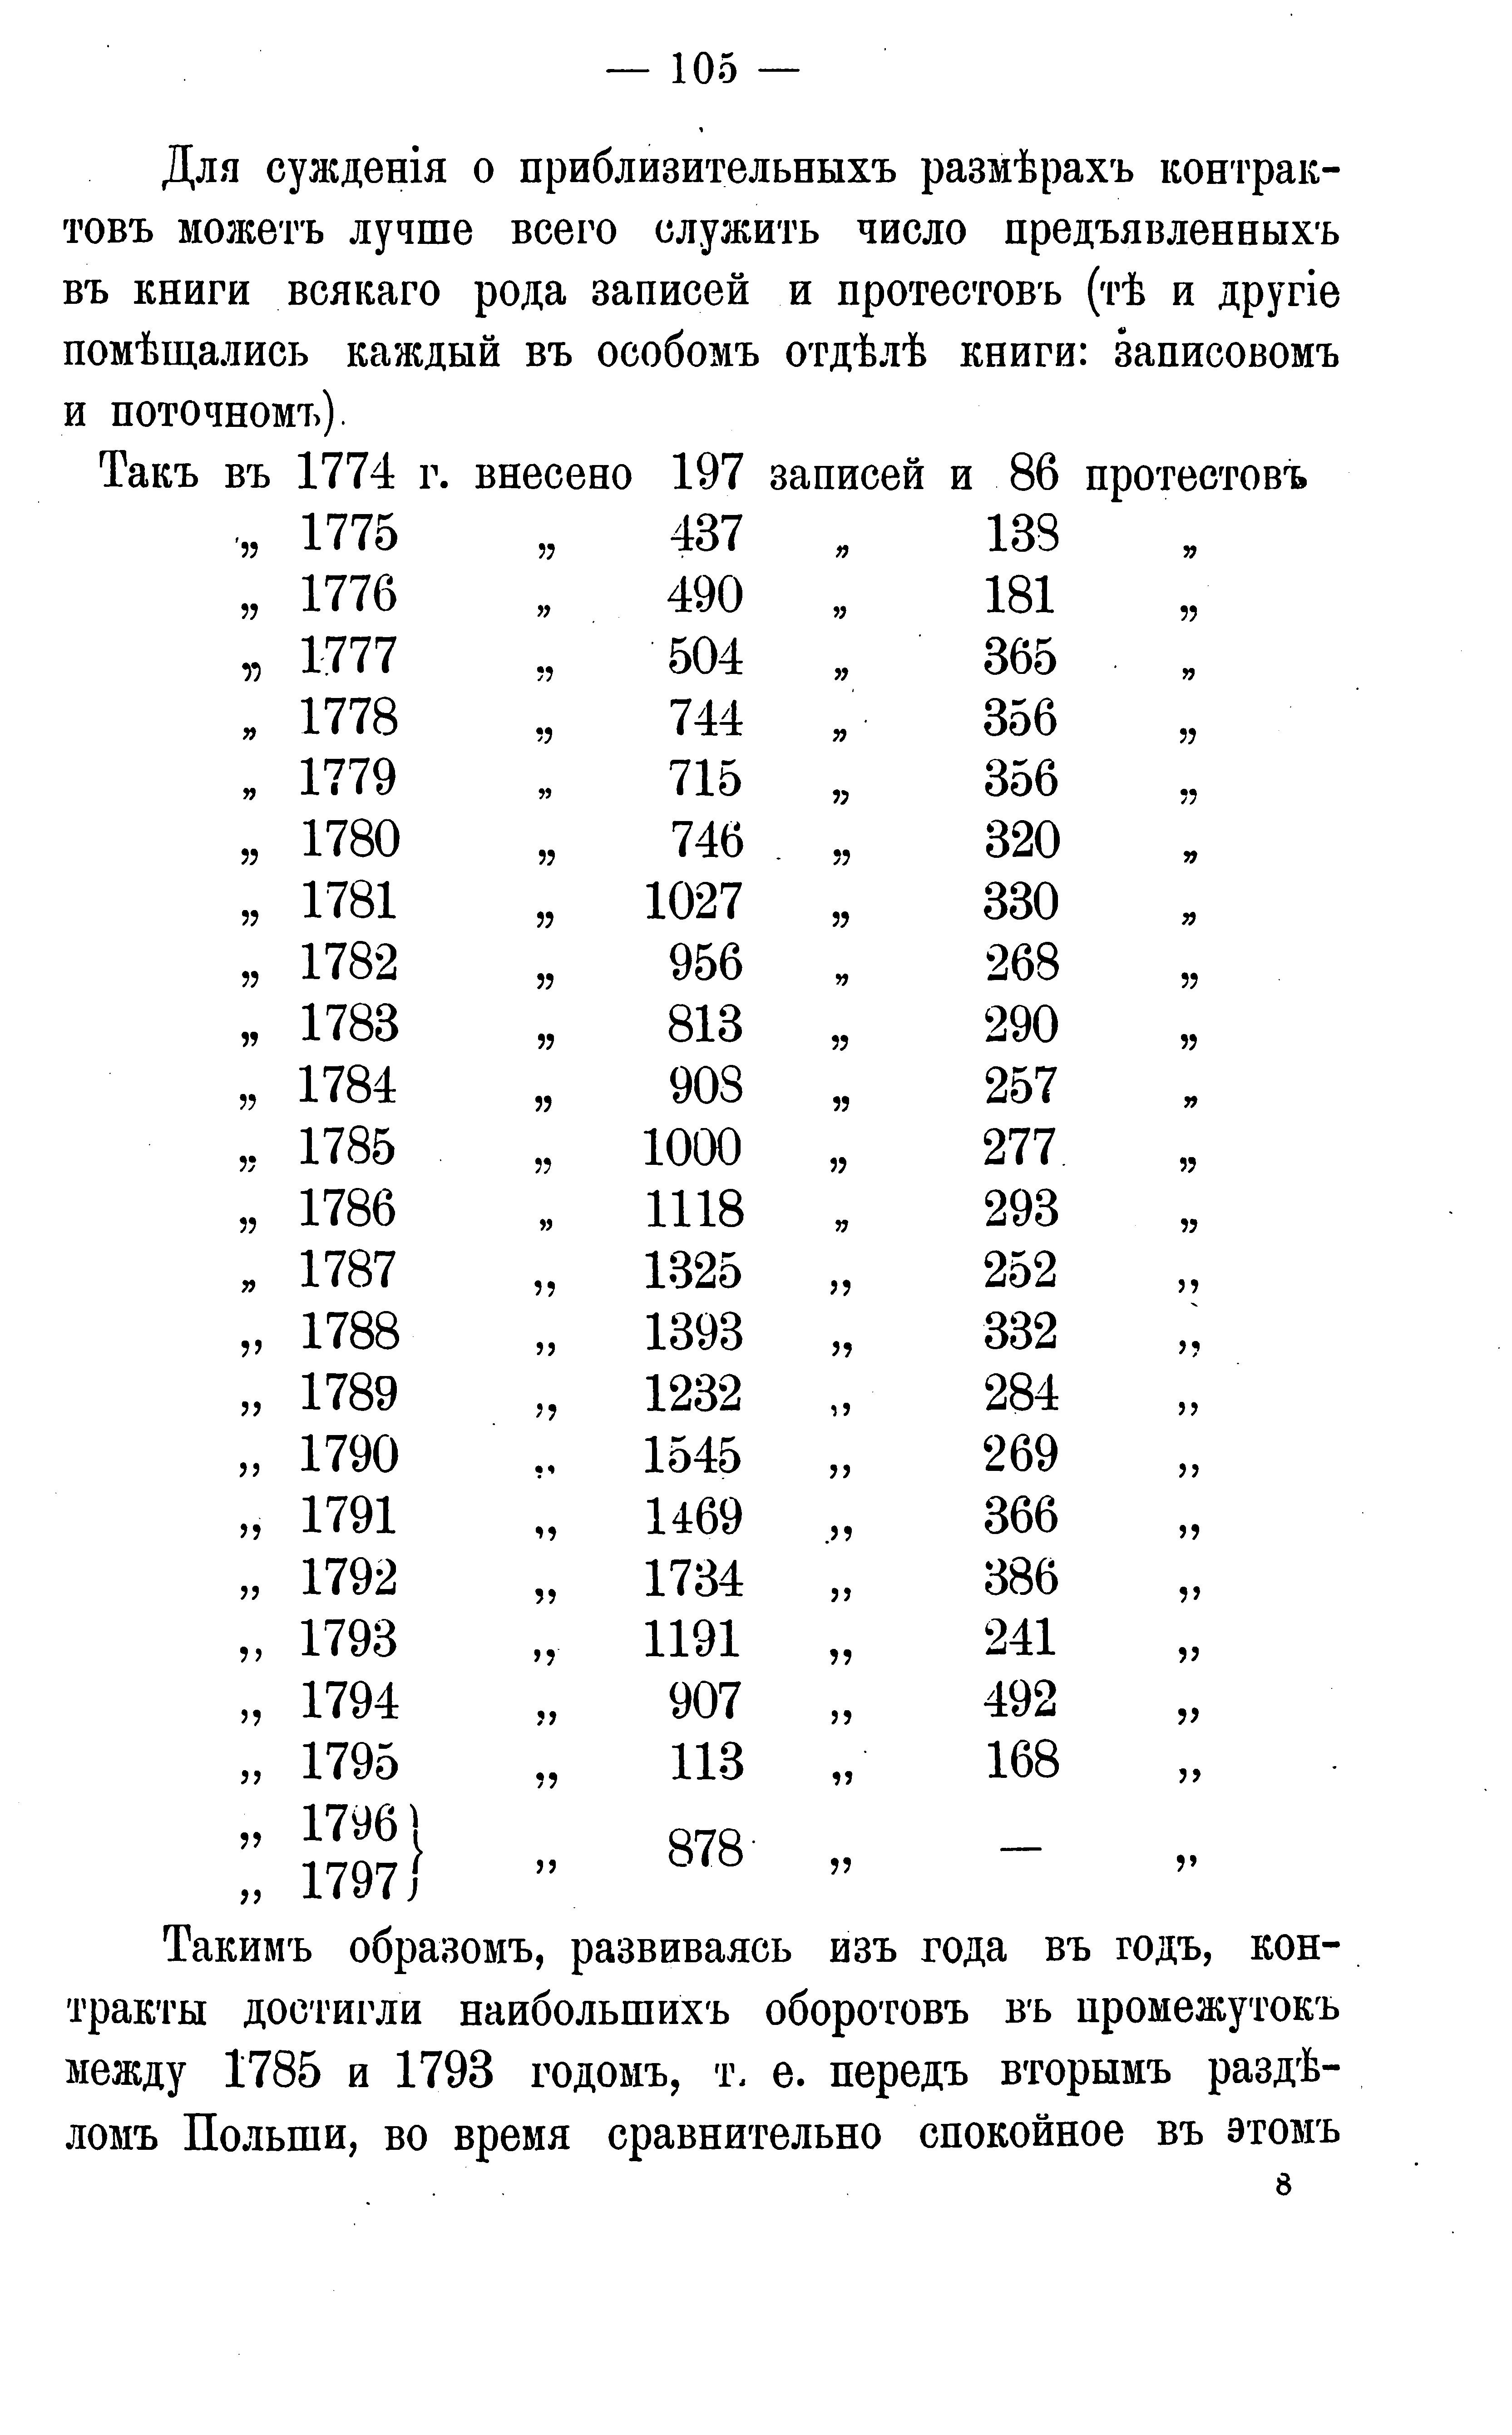 — 105 —
Для сужденія о приблизительныхъ размѣрахъ контрак-
товъ можетъ лучше всего служить число предъявленныхъ
въ книги всякаго рода записей и протестовъ (тѣ и другіе
помѣщались каждый въ особомъ отдѣлѣ книги: записовомъ
и поточномъ).
Такъ въ 1774 г. внесено 197 записей и 86 протестовъ
„ 1775 „ 437 „ 138 „
„ 1776 „ 490 „ 181 „
„ 1777 „ 504 „ 365 „
„ 1778 „ 744 „ 356 „
„ 1779 „ 715 „ 356 „
„ 1780 „ 746 „ 320 „
„ 1781 „ 1027 „ 330 „
„ 1782 „ 956 „ 268 „
„ 1783 „ 813 „ 290 „
„ 1784 „ 908 „ 257 „
„ 1785 „ 1000 „ 277 „
„ 1786 „ 1118 „ 293 „
„ 1787 „ 1325 „ 252 „
„ 1788 „ 1393 „ 332 „
„ 1789 „ 1232 „ 284 „
„ 1790 „ 1545 „ 269 „
„ 1791 „ 1469 „ 366 „
„ 1792 „ 1734 „ 386 „
„ 1793 „ 1191 „ 241 „
„ 1794 „ 907 „ 492 „
„ 1795 „ 113 „ 168 „
„ 1796 } „ 878 „ — „
„ 1797
Такимъ образомъ, развиваясь изъ года въ годъ, кон-
тракты достигли наибольшихъ оборотовъ въ промежутокъ
между 1785 и 1793 годомъ, т. е. передъ вторымъ раздѣ-
ломъ Польши, во время сравнительно спокойное въ этомъ
8